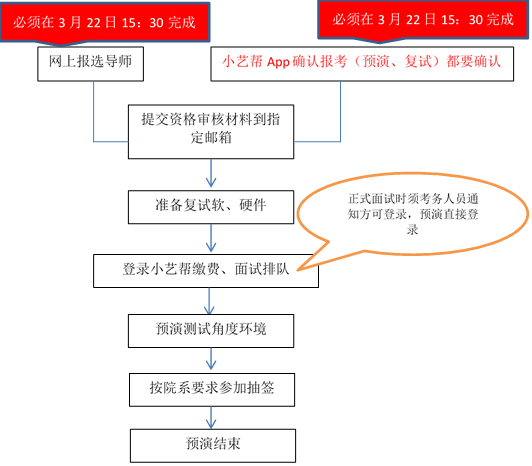 必须在 3 月 22 日 15：30 完成
必须在 3 月 22 日 15：30 完成
网上报选导师
小艺帮 App 确认报考（预演、复试）都要确认
提交资格审核材料到指
定邮箱
准备复试软、硬件
正式面试时须考务人员通
知方可登录，预演直接登
录
登录小艺帮缴费、面试排队
预演测试角度环境
按院系要求参加抽签
预演结束